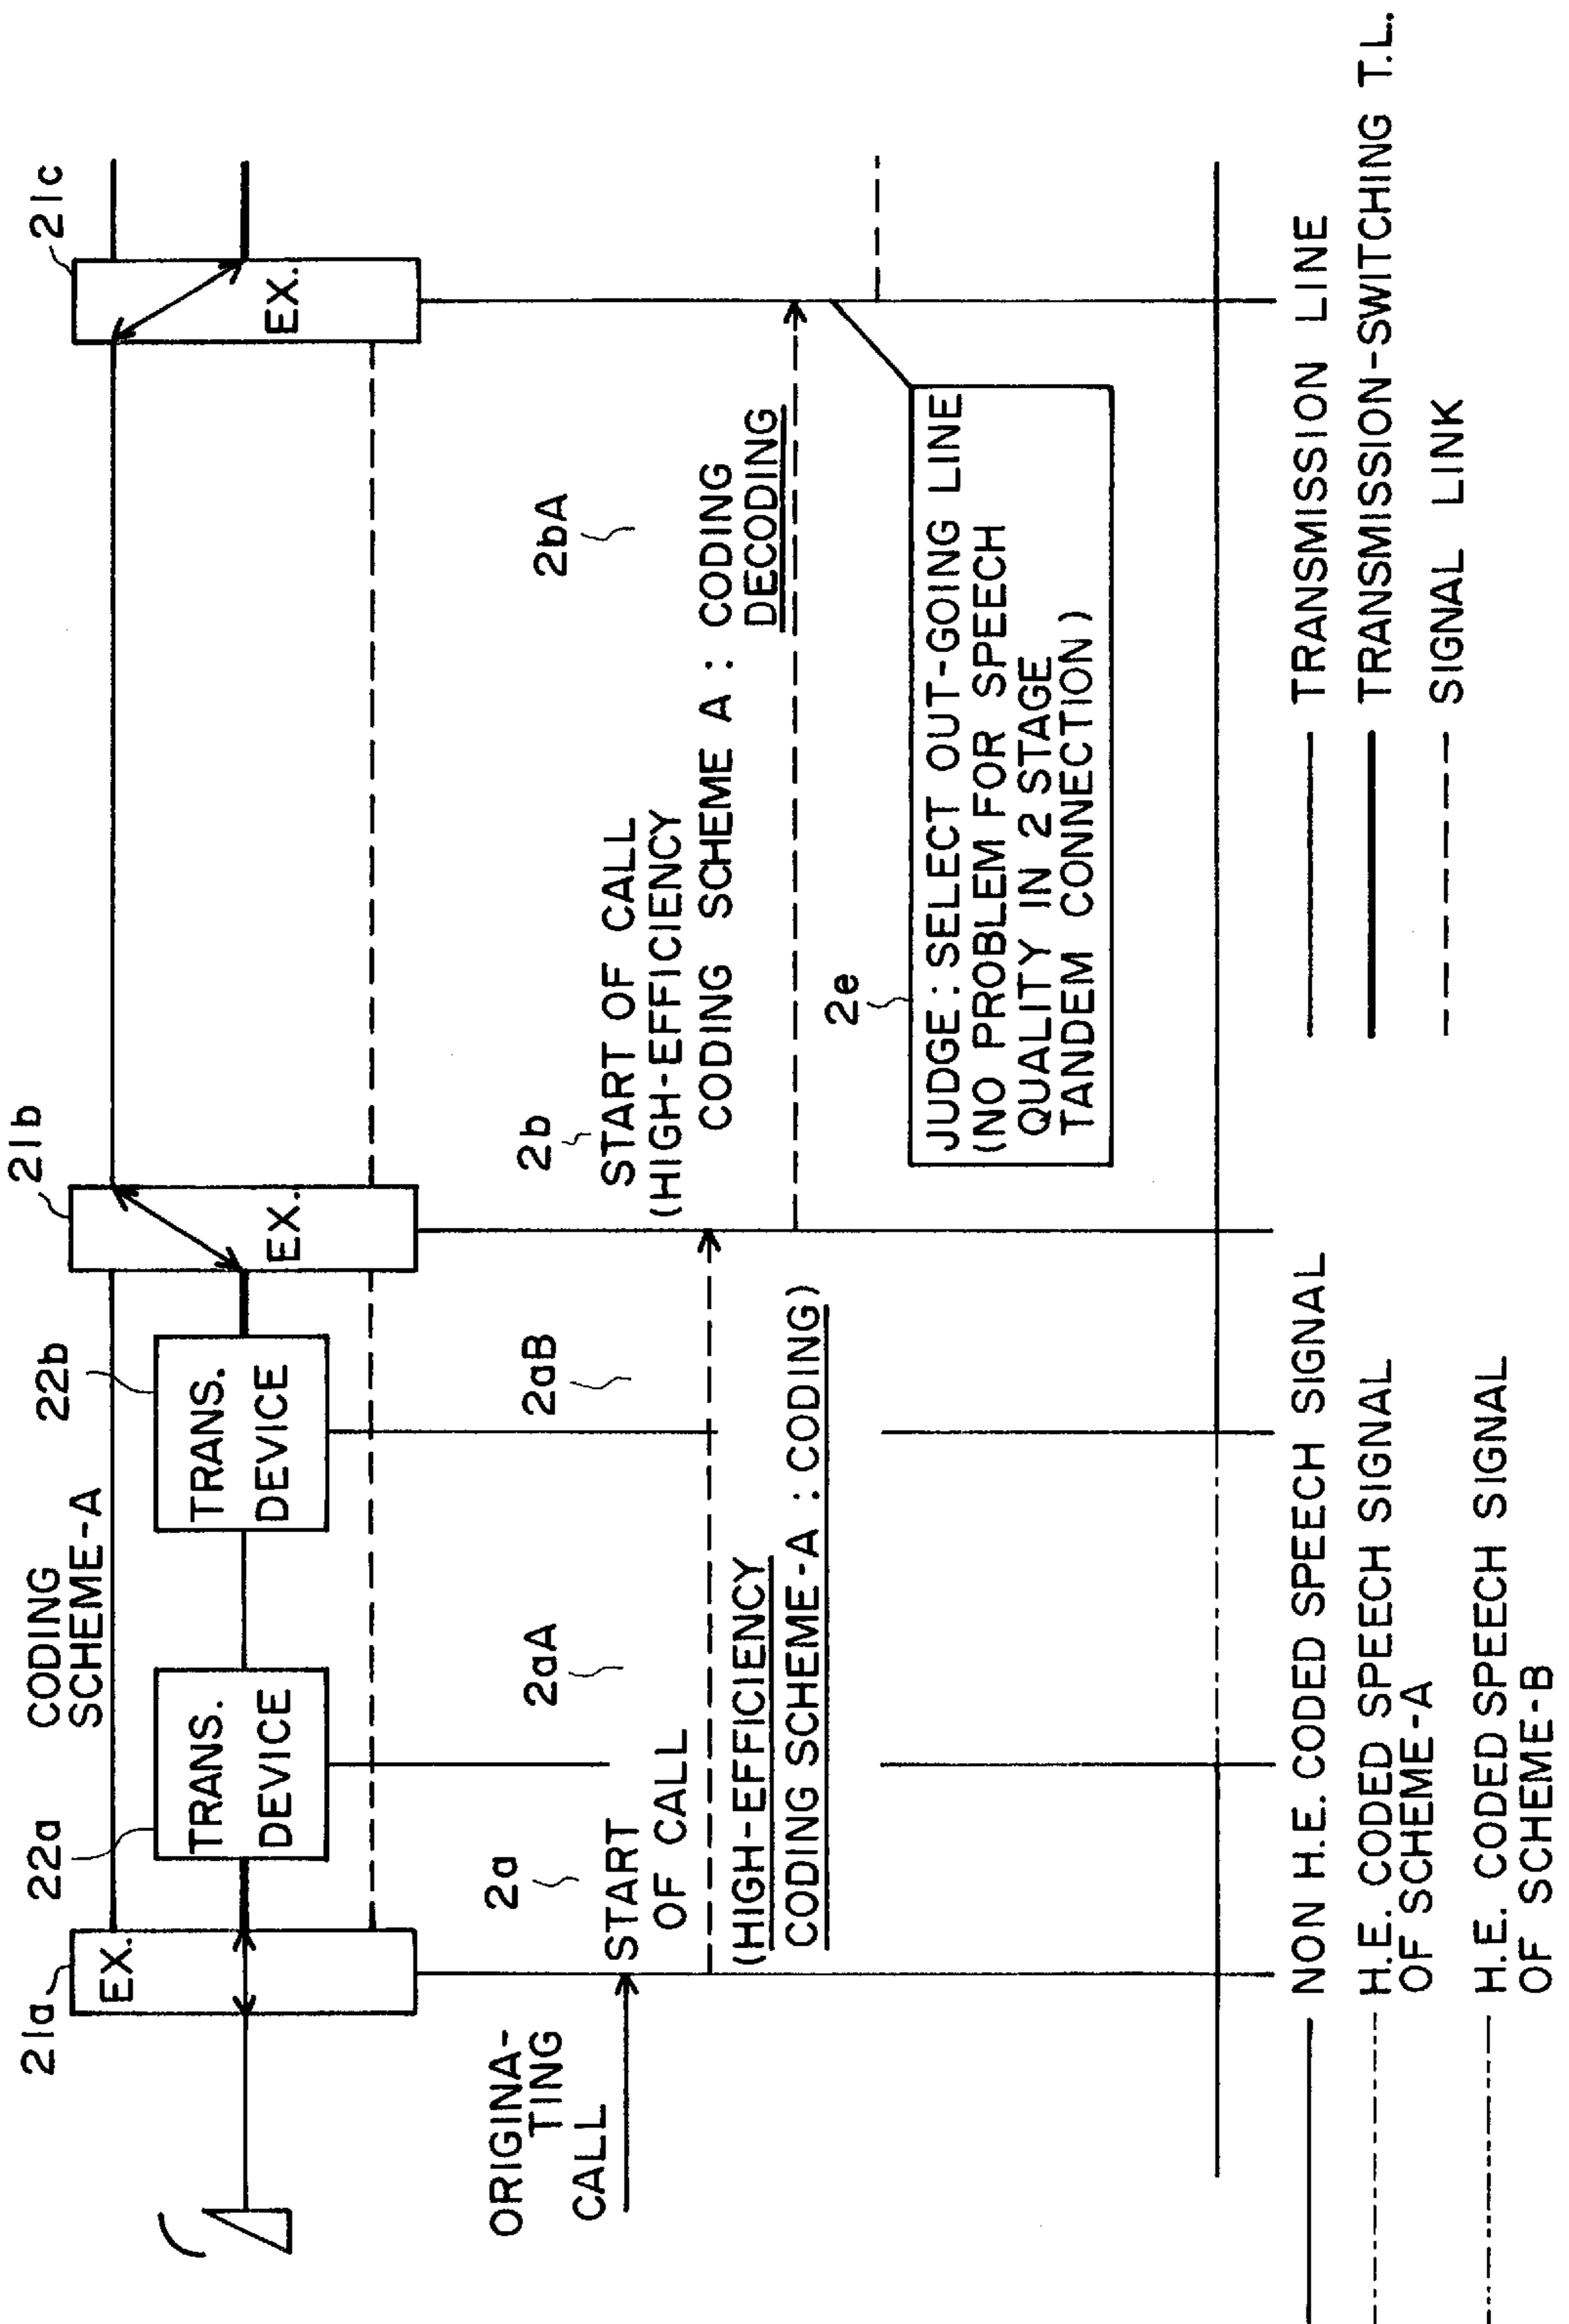 21a
22a
CODING
SCHEME-A
22b
21b
21c
EX.
TRANS.
DEVICE
TRANS.
DEVICE
EX.
EX.
ORIGINA-
TING
CALL
2a
START
OF CALL
2aA
2aB
(HIGH-EFFICIENCY
CODING SCHEME-A : CODING)
2b
START OF CALL
(HIGH-EFFICIENCY
CODING SCHEME A : CODING
DECODING
2bA
2e
JUDGE : SELECT OUT-GOING LINE
(NO PROBLEM FOR SPEECH
QUALITY IN 2 STAGE
TANDEM CONNECTION)
NON H.E. CODED SPEECH SIGNAL
H.E. CODED SPEECH SIGNAL
OF SCHEME-A
H.E. CODED SPEECH SIGNAL
OF SCHEME-B
TRANSMISSION LINE
TRANSMISSION-SWITCHING T.L.
SIGNAL LINK